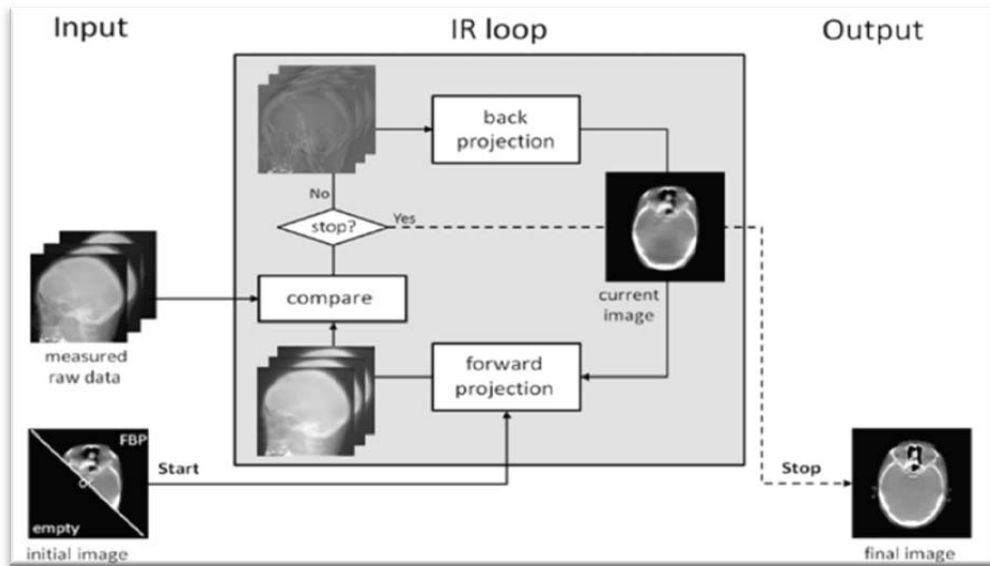 Input
IR loop
Output
back
projection
No
stop?
Yes
compare
current
image
measured
raw data
forward
projection
FBP
Start
empty
initial image
Stop
final image